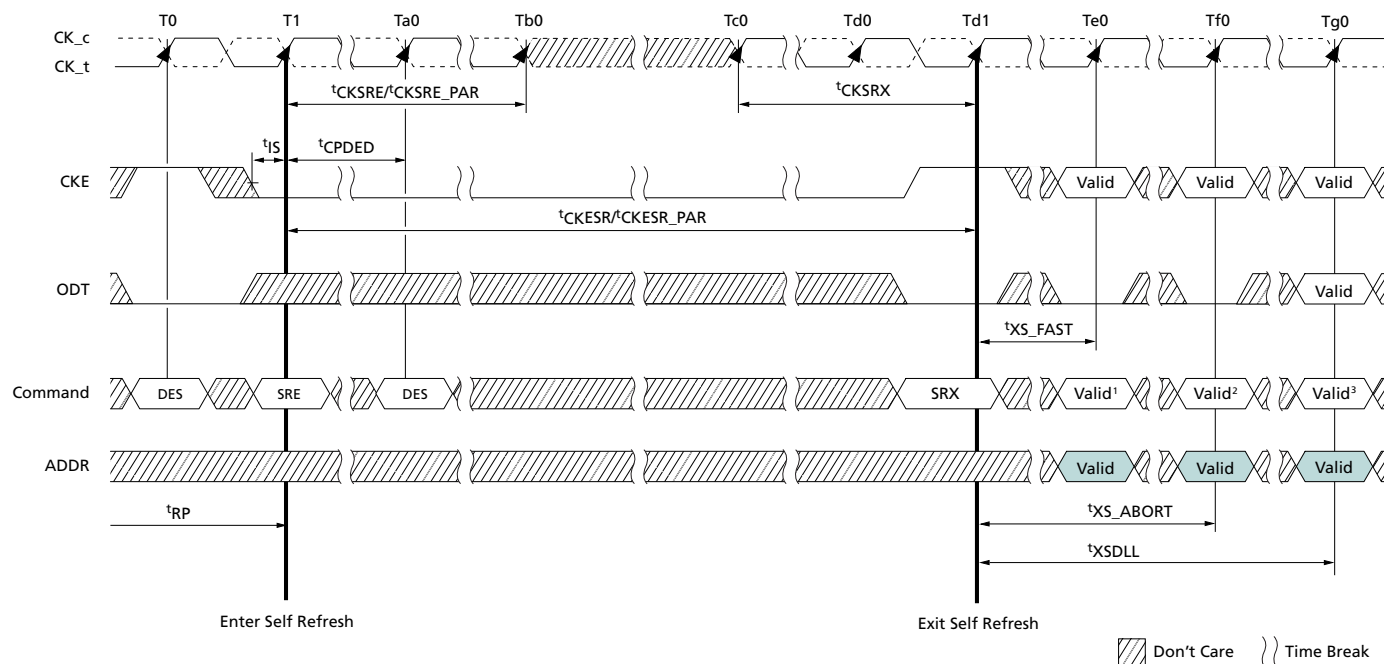 T0 T1 Ta0 Tb0 Tc0 Td0 Td1 Te0 Tf0 Tg0
CK_c
CK_t
tCKSRE/tCKSRE_PAR tCKSRX
tIS tCPDED
CKE Valid Valid Valid
tCKESR/tCKESR_PAR
ODT Valid
tXS_FAST
Command DES SRE DES SRX Valid1 Valid2 Valid3
ADDR Valid Valid Valid
tRP tXS_ABORT
tXSDLL
Enter Self Refresh Exit Self Refresh
Don't Care Time Break